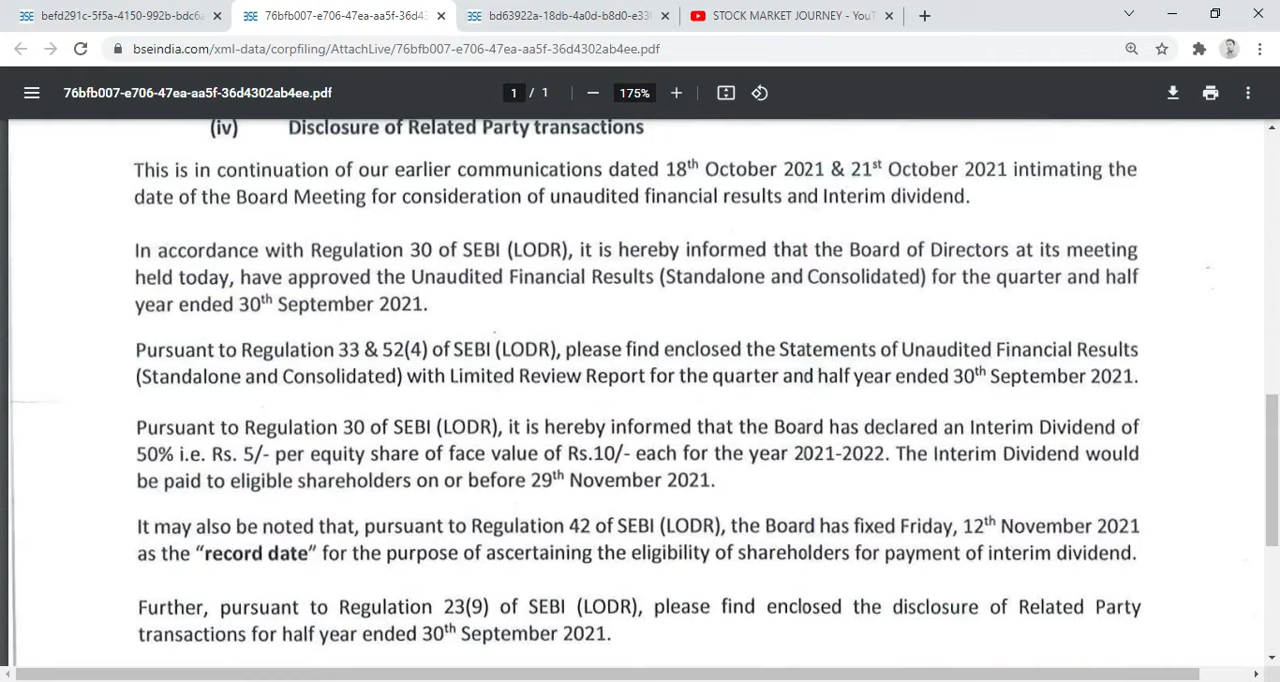 befd291c-5f5a-4150-992b-bdc6a
76bfb007-e706-47ea-aa5f-36d43
bd63922a-18db-4a0d-b8d0-e33
STOCK MARKET JOURNEY - YouT
bseindia.com/xml-data/corpfiling/AttachLive/76bfb007-e706-47ea-aa5f-36d4302ab4ee.pdf
76bfb007-e706-47ea-aa5f-36d4302ab4ee.pdf 1 / 1 175%
(iv) Disclosure of Related Party transactions
This is in continuation of our earlier communications dated 18th October 2021 & 21st October 2021 intimating the
date of the Board Meeting for consideration of unaudited financial results and Interim dividend.
In accordance with Regulation 30 of SEBI (LODR), it is hereby informed that the Board of Directors at its meeting
held today, have approved the Unaudited Financial Results (Standalone and Consolidated) for the quarter and half
year ended 30th September 2021.
Pursuant to Regulation 33 & 52(4) of SEBI (LODR), please find enclosed the Statements of Unaudited Financial Results
(Standalone and Consolidated) with Limited Review Report for the quarter and half year ended 30th September 2021.
Pursuant to Regulation 30 of SEBI (LODR), it is hereby informed that the Board has declared an Interim Dividend of
50% i.e. Rs. 5/- per equity share of face value of Rs.10/- each for the year 2021-2022. The Interim Dividend would
be paid to eligible shareholders on or before 29th November 2021.
It may also be noted that, pursuant to Regulation 42 of SEBI (LODR), the Board has fixed Friday, 12th November 2021
as the “record date” for the purpose of ascertaining the eligibility of shareholders for payment of interim dividend.
Further, pursuant to Regulation 23(9) of SEBI (LODR), please find enclosed the disclosure of Related Party
transactions for half year ended 30th September 2021.